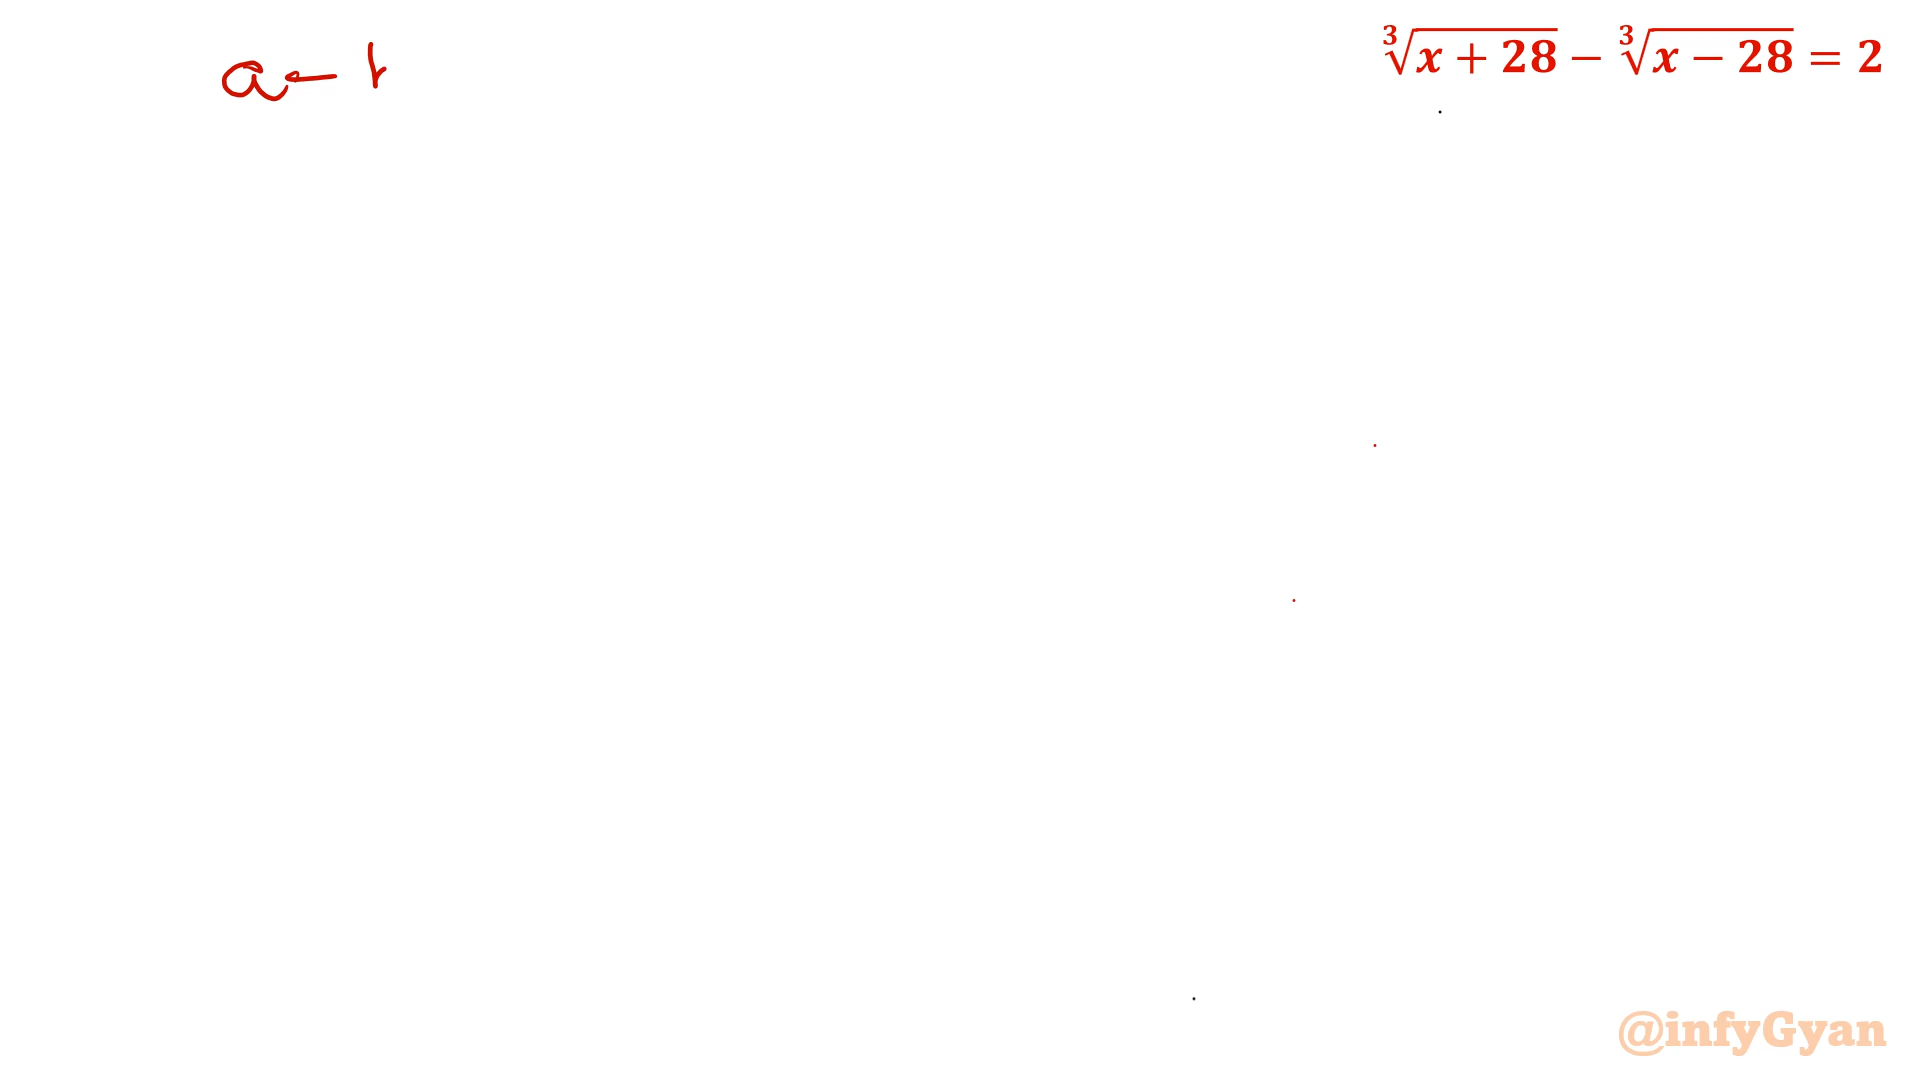 a -
∛(x + 28) − ∛(x − 28) = 2
@infyGyan